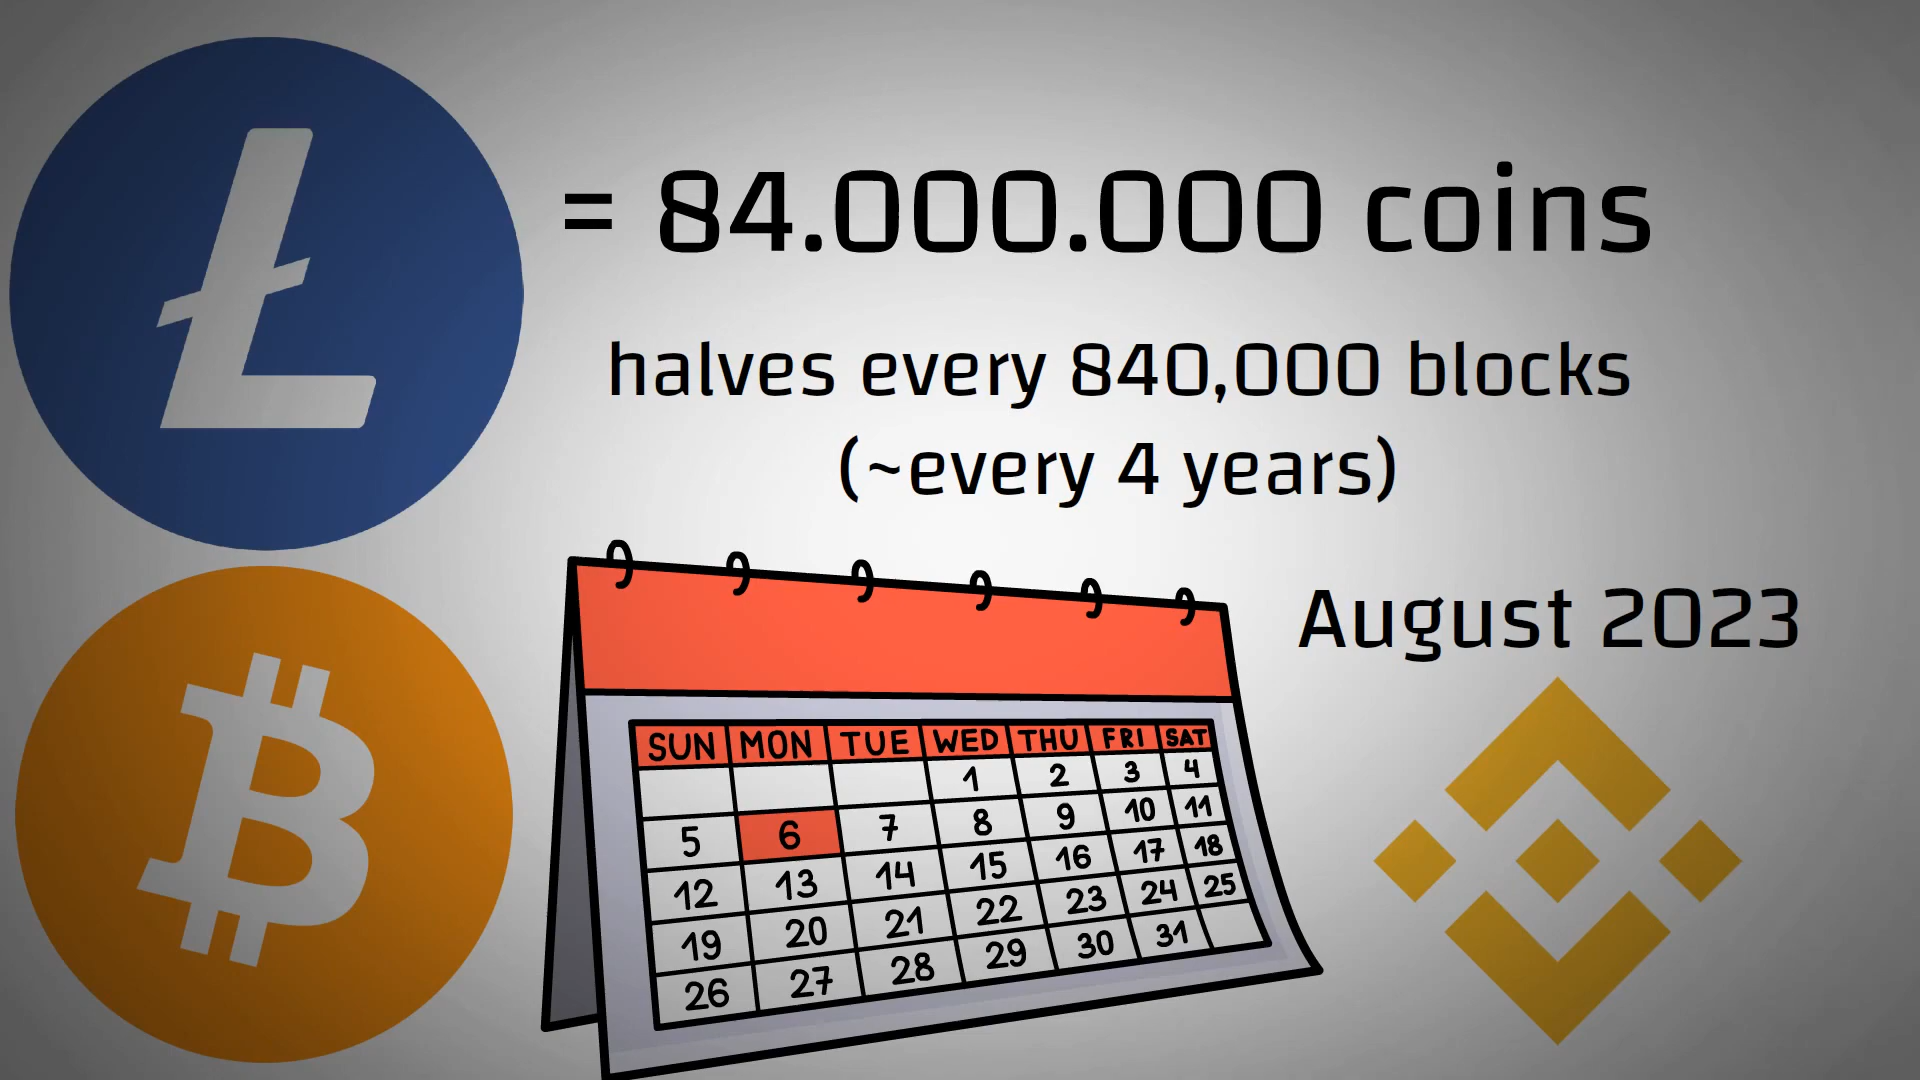 = 84.000.000 coins
halves every 840,000 blocks
(~every 4 years)
August 2023
SUN MON TUE WED THU FRI SAT
1 2 3 4
5 6 7 8 9 10 11
12 13 14 15 16 17 18
19 20 21 22 23 24 25
26 27 28 29 30 31